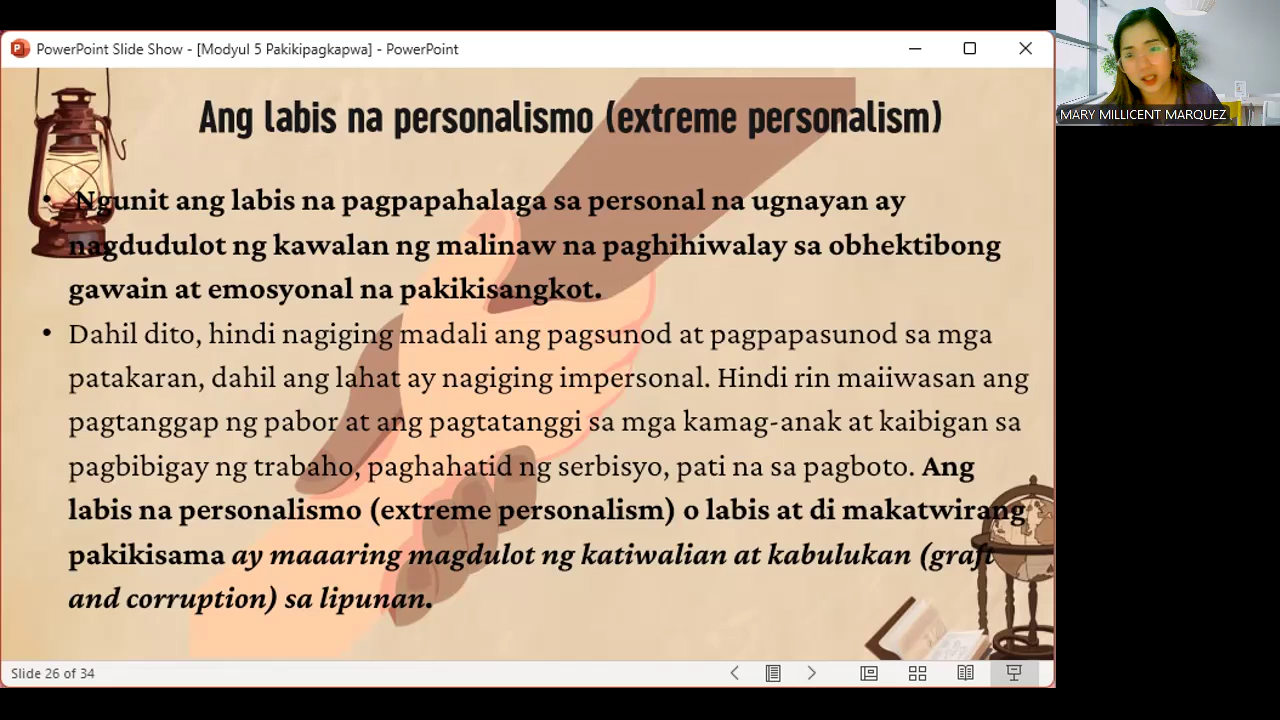 PowerPoint Slide Show - [Modyul 5 Pakikipagkapwa] - PowerPoint
MARY MILLICENT MARQUEZ
Ang labis na personalismo (extreme personalism)
• Ngunit ang labis na pagpapahalaga sa personal na ugnayan ay
nagdudulot ng kawalan ng malinaw na paghihiwalay sa obhektibong
gawain at emosyonal na pakikisangkot.
• Dahil dito, hindi nagiging madali ang pagsunod at pagpapasunod sa mga
patakaran, dahil ang lahat ay nagiging impersonal. Hindi rin maiiwasan ang
pagtanggap ng pabor at ang pagtatanggi sa mga kamag-anak at kaibigan sa
pagbibigay ng trabaho, paghahatid ng serbisyo, pati na sa pagboto. Ang
labis na personalismo (extreme personalism) o labis at di makatwirang
pakikisama ay maaaring magdulot ng katiwalian at kabulukan (graft
and corruption) sa lipunan.
Slide 26 of 34